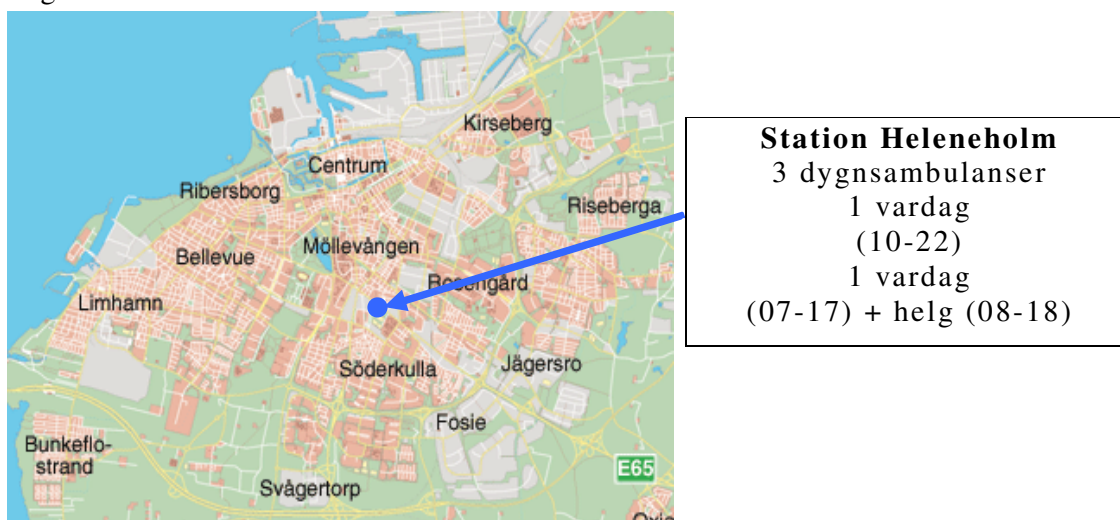 Kirseberg
Centrum
Ribersborg
Riseberga
Möllevången
Bellevue
Rosengård
Limhamn
Söderkulla
Jägersro
Fosie
Bunkeflo-
strand
E65
Svågertorp
Station Heleneholm
3 dygnsambulanser
1 vardag
(10-22)
1 vardag
(07-17) + helg (08-18)